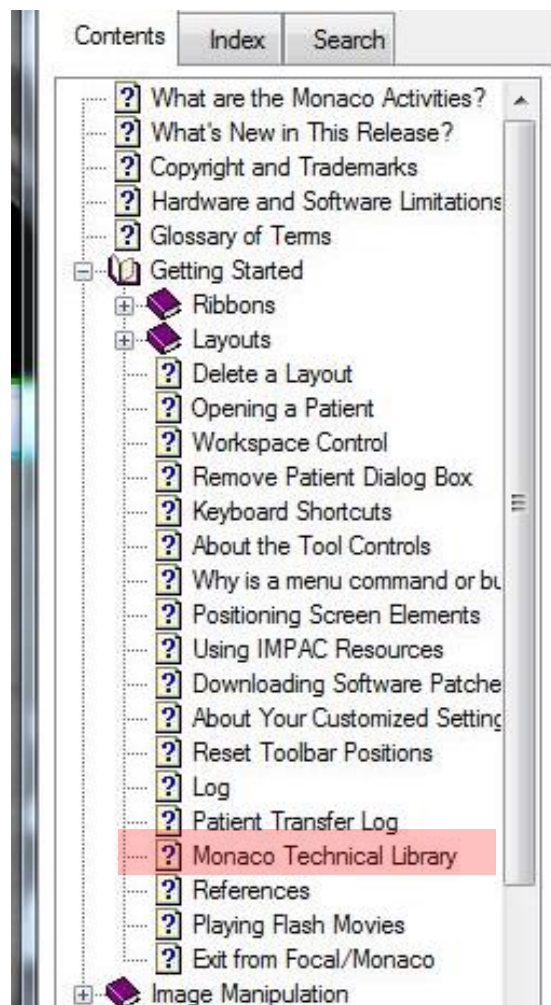 Contents Index Search
What are the Monaco Activities?
What's New in This Release?
Copyright and Trademarks
Hardware and Software Limitations
Glossary of Terms
Getting Started
Ribbons
Layouts
Delete a Layout
Opening a Patient
Workspace Control
Remove Patient Dialog Box
Keyboard Shortcuts
About the Tool Controls
Why is a menu command or bu
Positioning Screen Elements
Using IMPAC Resources
Downloading Software Patche
About Your Customized Setting
Reset Toolbar Positions
Log
Patient Transfer Log
Monaco Technical Library
References
Playing Flash Movies
Exit from Focal/Monaco
Image Manipulation